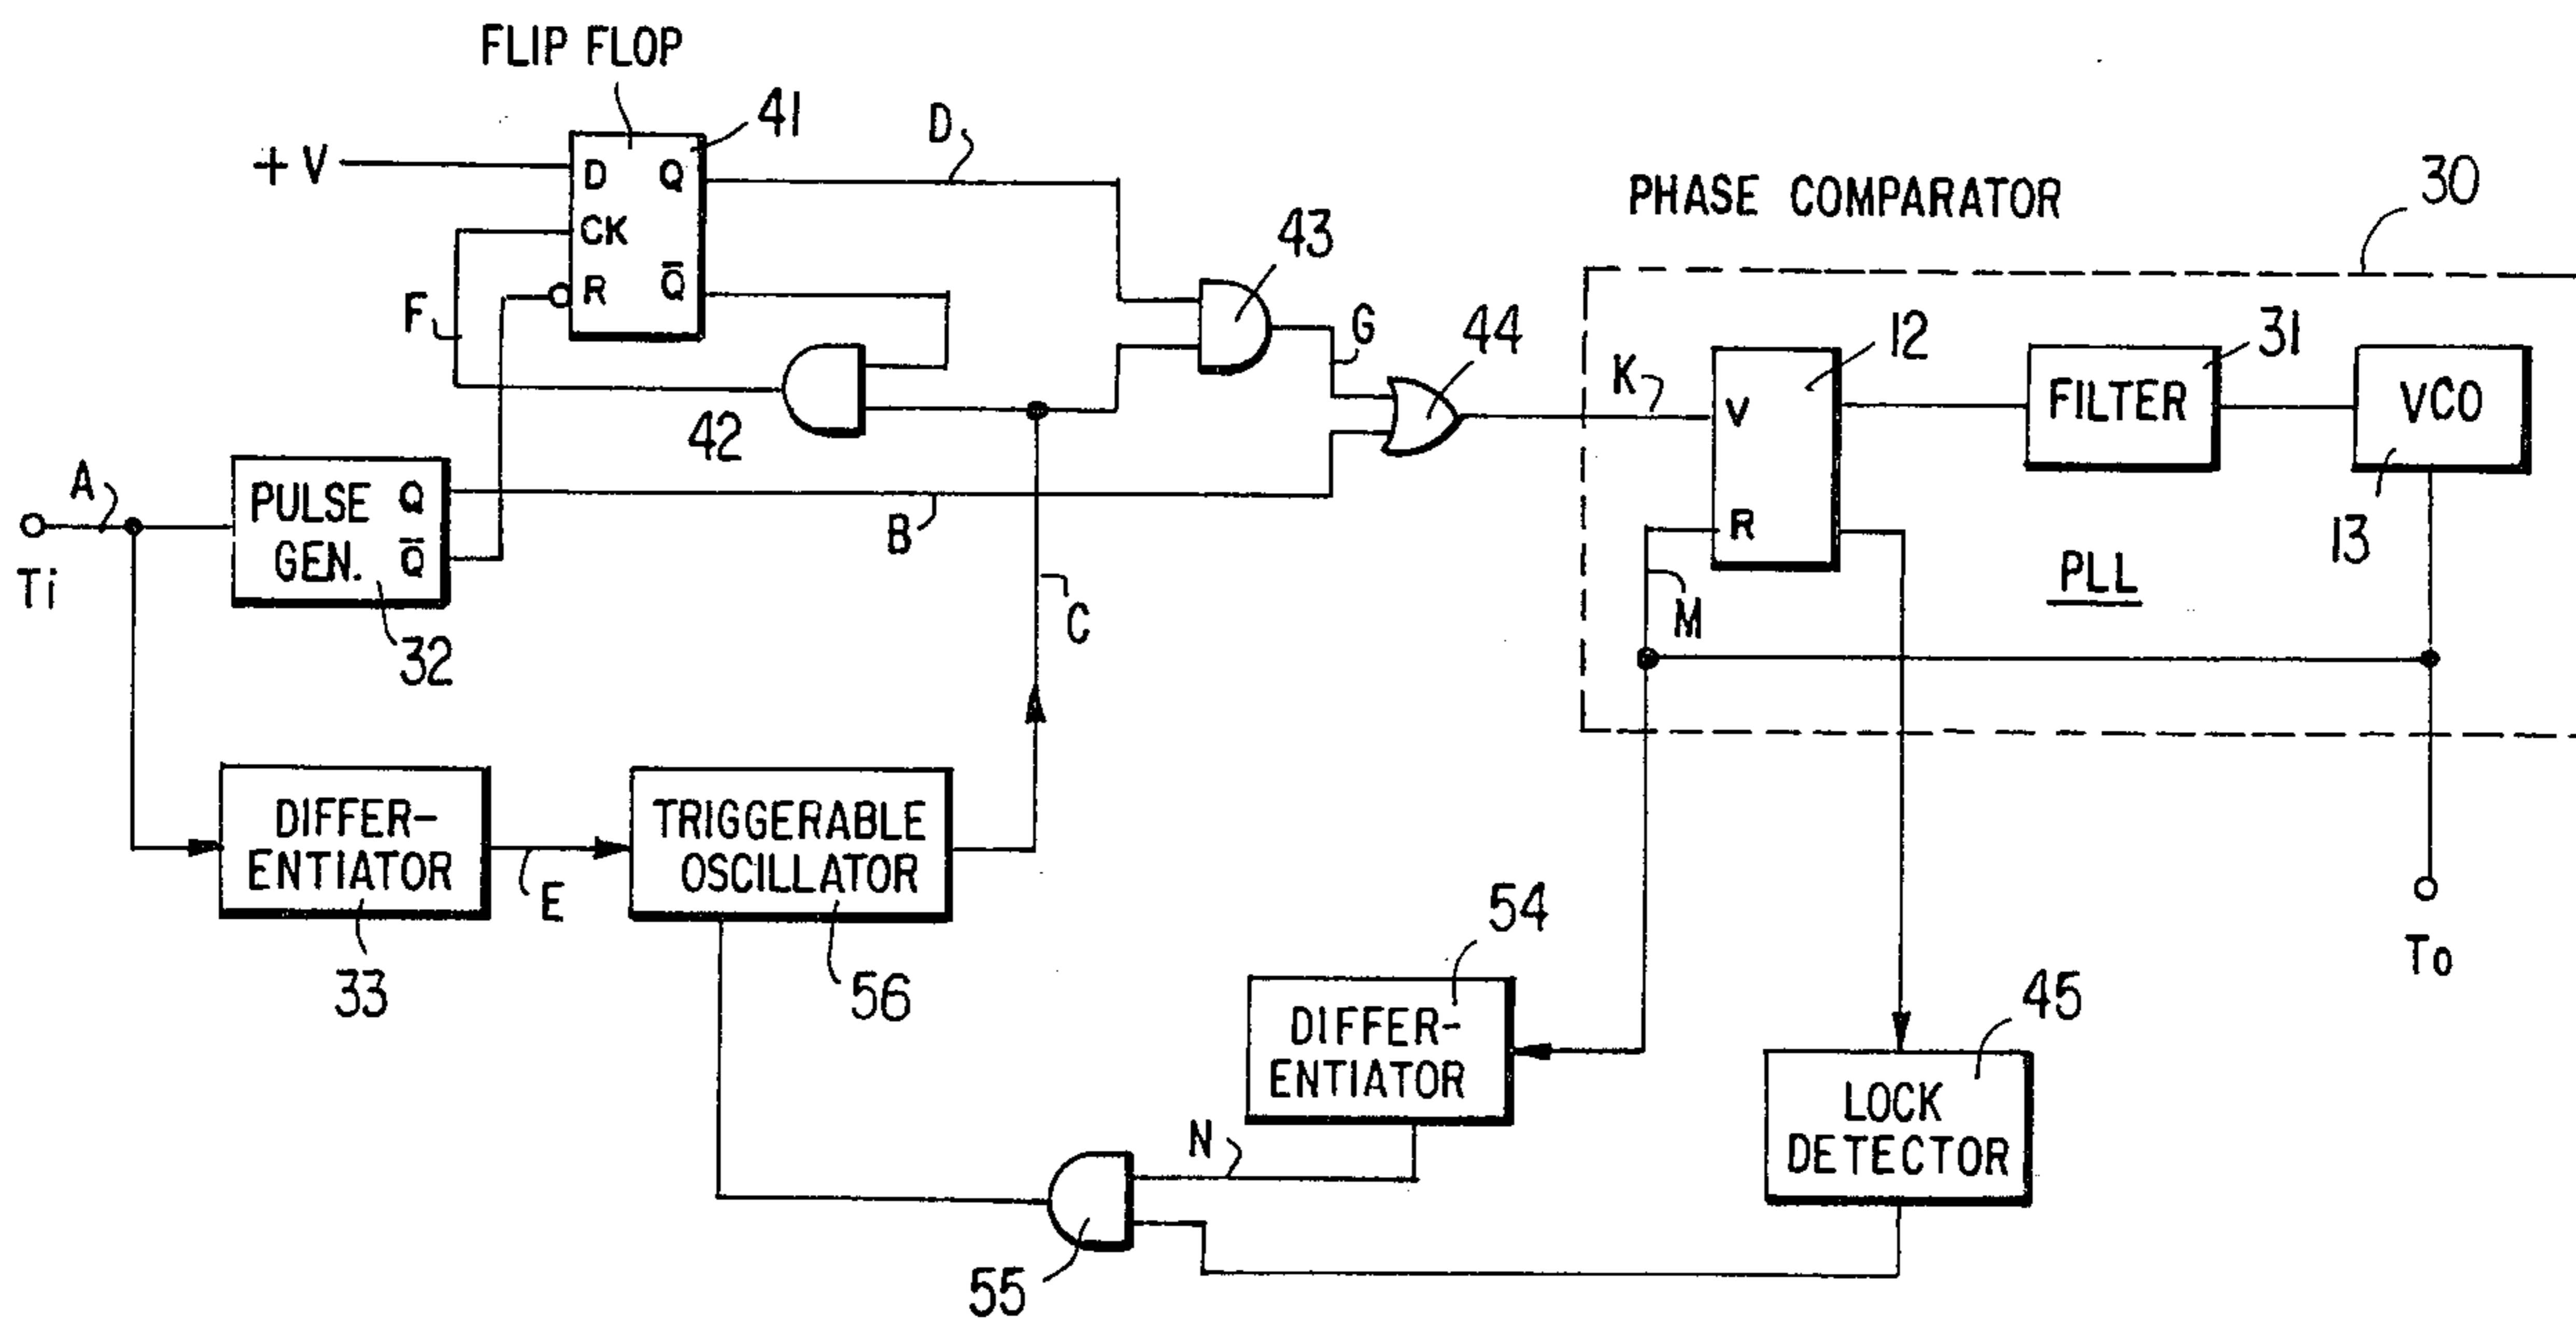 FLIP FLOP
41
+V
D Q
CK
R Q̅
D
F
42
43
G
44
PHASE COMPARATOR
30
K
V
12
R
M
FILTER
31
VCO
13
PLL
A
Ti
PULSE
GEN.
Q
Q̅
32
B
C
DIFFER-
ENTIATOR
33
E
TRIGGERABLE
OSCILLATOR
56
54
DIFFER-
ENTIATOR
45
LOCK
DETECTOR
To
N
55